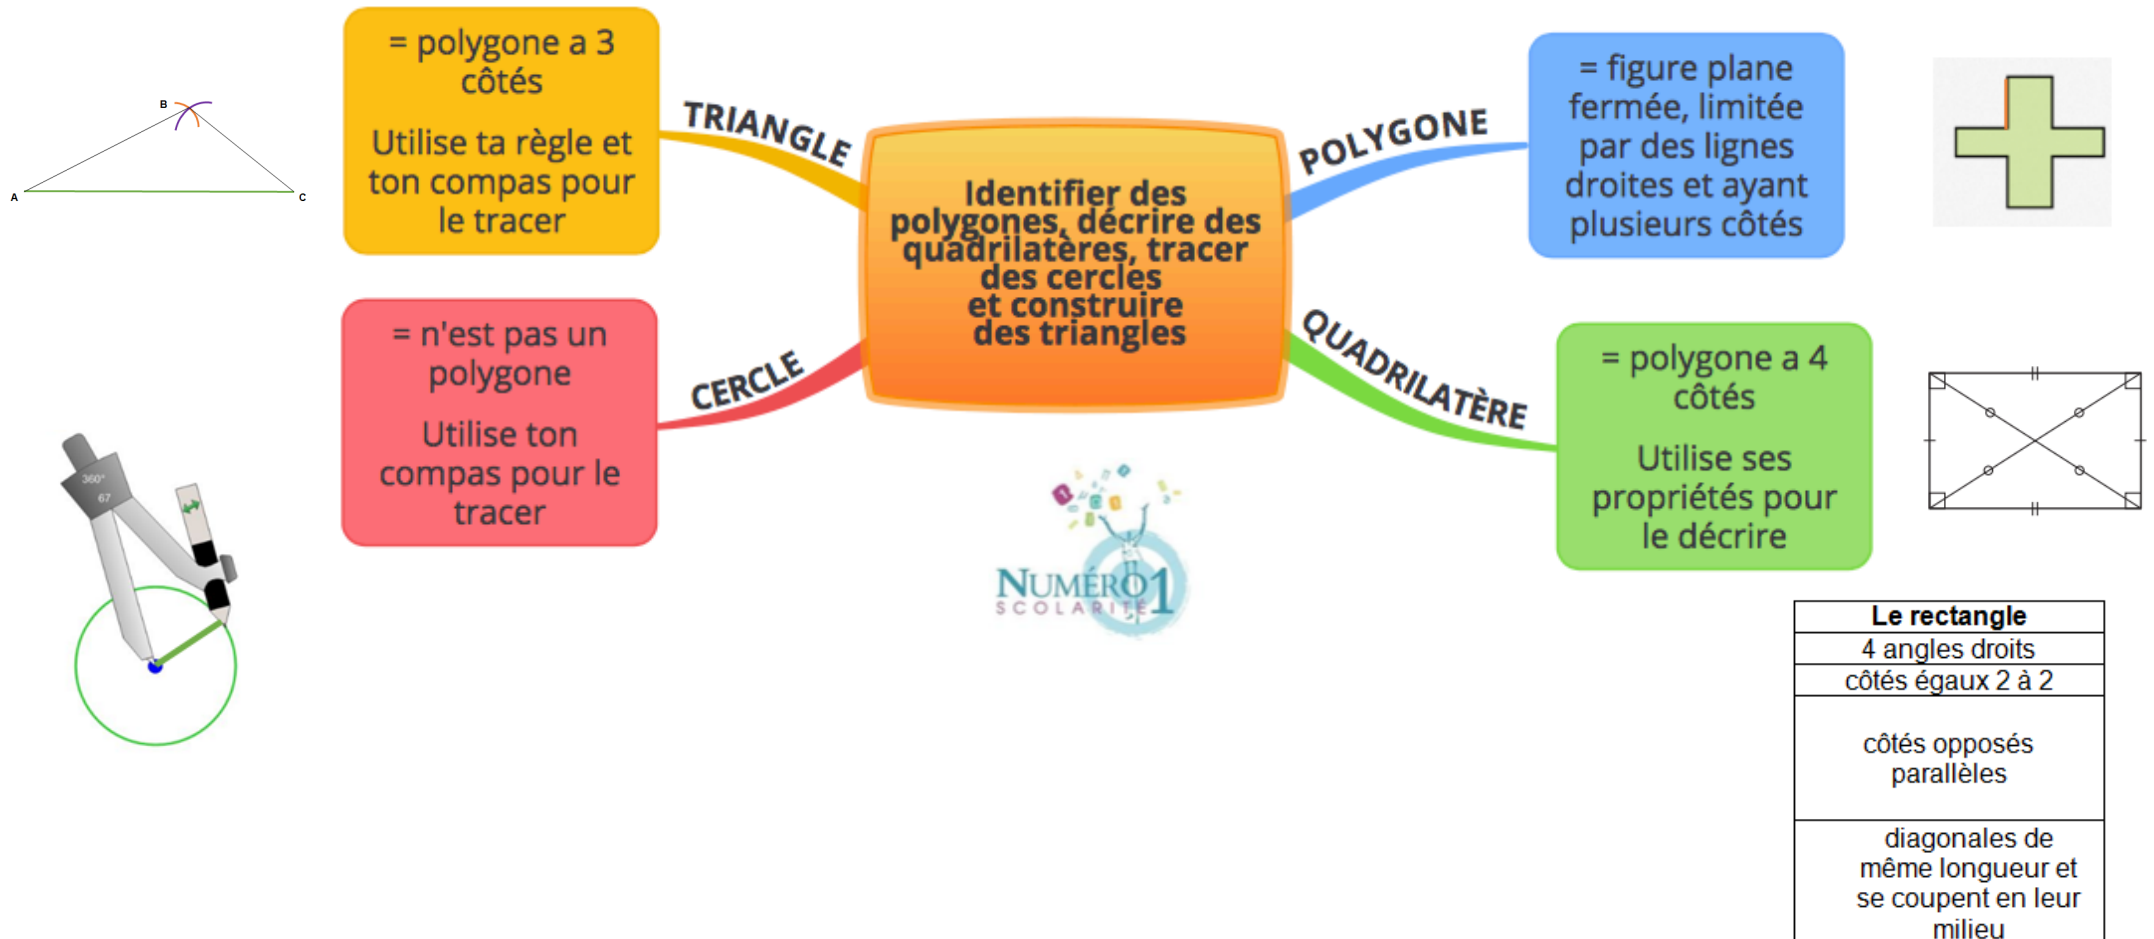 = polygone a 3
côtés
Utilise ta règle et
ton compas pour
le tracer
TRIANGLE
B
A
C
Identifier des
polygones, décrire des
quadrilatères, tracer
des cercles
et construire
des triangles
POLYGONE
= figure plane
fermée, limitée
par des lignes
droites et ayant
plusieurs côtés
= n'est pas un
polygone
Utilise ton
compas pour le
tracer
CERCLE
360°
67
QUADRILATÈRE
= polygone a 4
côtés
Utilise ses
propriétés pour
le décrire
NUMÉRO 1
SCOLARITÉ
Le rectangle
4 angles droits
côtés égaux 2 à 2
côtés opposés
parallèles
diagonales de
même longueur et
se coupent en leur
milieu